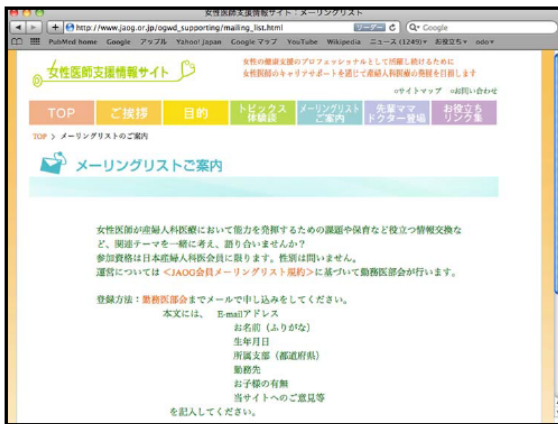 女性医師支援情報サイト：メーリングリスト
http://www.jaog.or.jp/ogwd_supporting/mailing_list.html
リーダー
Google
PubMed home Google アップル Yahoo! Japan Google マップ YouTube Wikipedia ニュース (1249) お役立ち odo
女性医師支援情報サイト
女性の健康支援のプロフェッショナルとして活躍し続けるために
女性医師のキャリアサポートを通じて産婦人科医療の発展を目指します
サイトマップ お問い合わせ
TOP
ご挨拶
目的
トピックス
体験談
メーリングリスト
ご案内
先輩ママ
ドクター登場
お役立ち
リンク集
TOP > メーリングリストのご案内
メーリングリストご案内
女性医師が産婦人科医療において能力を発揮するための課題や保育など役立つ情報交換な
ど、関連テーマを一緒に考え、語り合いませんか？
参加資格は日本産婦人科医会員に限ります。性別は問いません。
運営については＜JAOG会員メーリングリスト規約＞に基づいて勤務医部会が行います。
登録方法：勤務医部会までメールで申し込みをしてください。
本文には、 E-mailアドレス
お名前（ふりがな）
生年月日
所属支部（都道府県）
勤務先
お子様の有無
当サイトへのご意見等
を記入してください。